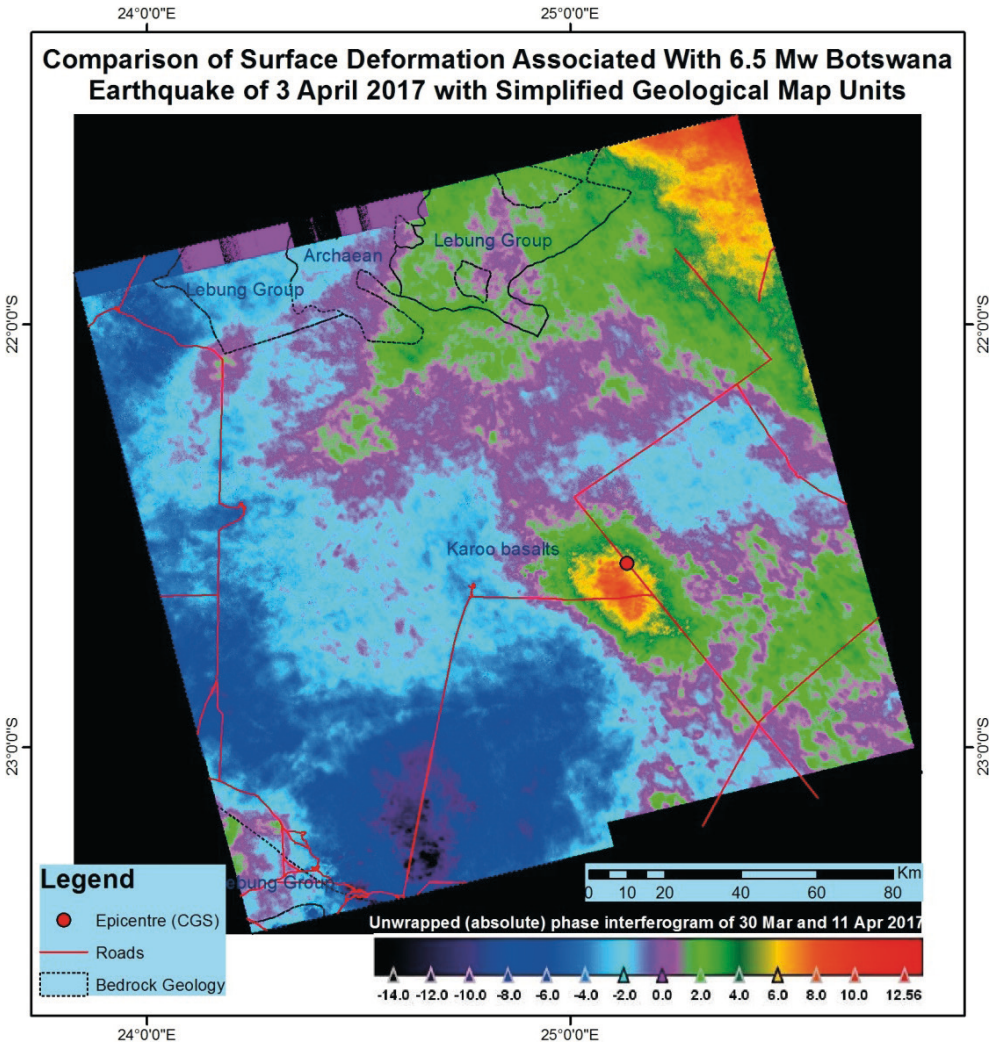 24°0'0"E 25°0'0"E
Comparison of Surface Deformation Associated With 6.5 Mw Botswana
Earthquake of 3 April 2017 with Simplified Geological Map Units
Lebung Group
Archaean
Lebung Group
22°0'0"S 22°0'0"S
Karoo basalts
23°0'0"S 23°0'0"S
Legend
ebung Group
Epicentre (CGS)
Roads
Bedrock Geology
Km
0 10 20 40 60 80
Unwrapped (absolute) phase interferogram of 30 Mar and 11 Apr 2017
-14.0 -12.0 -10.0 -8.0 -6.0 -4.0 -2.0 0.0 2.0 4.0 6.0 8.0 10.0 12.56
24°0'0"E 25°0'0"E